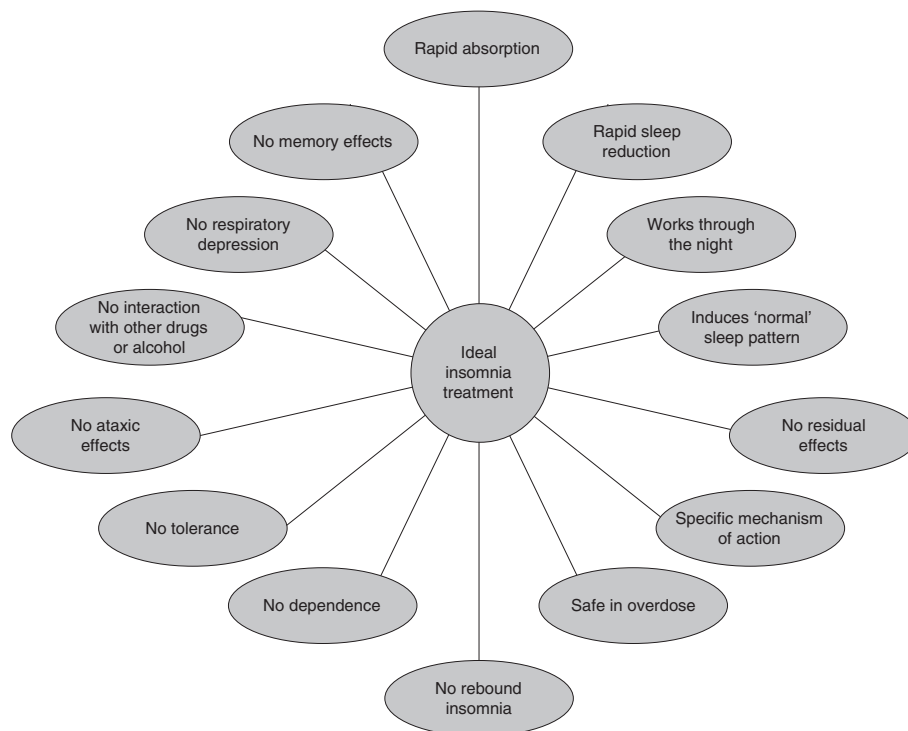 Rapid absorption
No memory effects
Rapid sleep
reduction
No respiratory
depression
Works through
the night
No interaction
with other drugs
or alcohol
Induces ‘normal’
sleep pattern
Ideal
insomnia
treatment
No ataxic
effects
No residual
effects
No tolerance
Specific mechanism
of action
No dependence
Safe in overdose
No rebound
insomnia